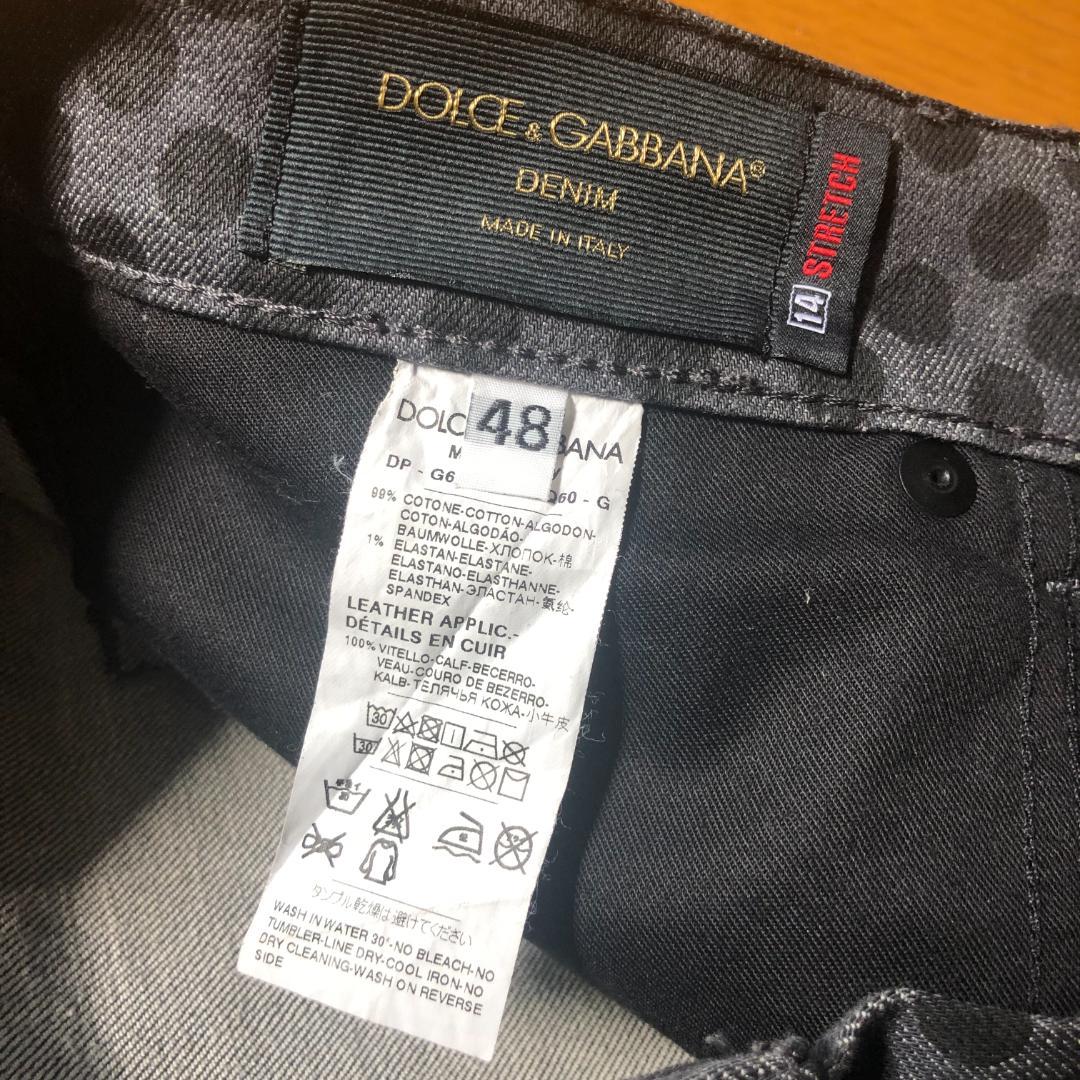 DOLCE & GABBANA®
DENIM
MADE IN ITALY
14 STRETCH
48
DP - G6
Q60 - G
99% COTONE-COTTON-ALGODON-
COTON-ALGODÃO-
BAUMWOLLE-ХЛОПОК-棉
1% ELASTAN-ELASTANE-
ELASTANO-ELASTHANNE-
ELASTHAN-ЭЛАСТАН-氨纶-
SPANDEX
LEATHER APPLIC.-
DÉTAILS EN CUIR
100% VITELLO-CALF-BECERRO-
VEAU-COURO DE BEZERRO-
KALB-ТЕЛЯЧЬЯ КОЖА-小牛皮
30
30
タンブル乾燥は避けてください
WASH IN WATER 30°-NO BLEACH-NO
TUMBLER-LINE DRY-COOL IRON-NO
DRY CLEANING-WASH ON REVERSE
SIDE